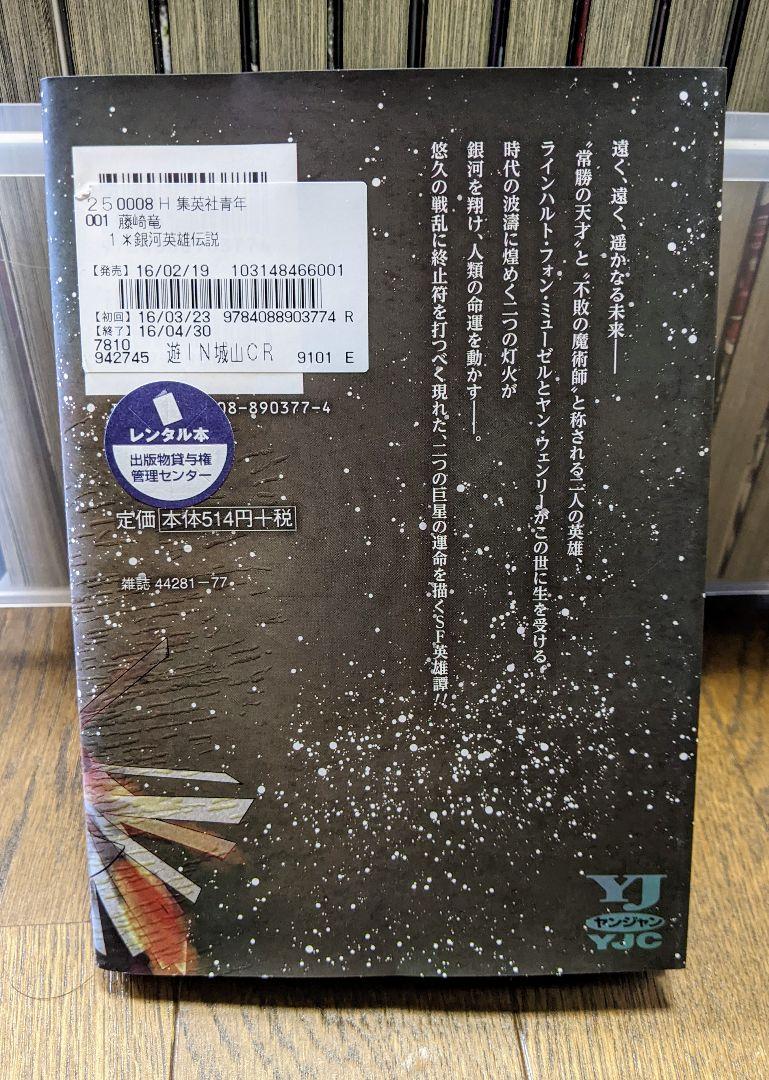 遠く、遠く、遥かなる未来――
“常勝の天才”と“不敗の魔術師”と称される二人の英雄、
ラインハルト・フォン・ミューゼルとヤン・ウェンリーがこの世に生を受ける。
時代の波濤に煌めく二つの灯火が
銀河を翔け、人類の命運を動かす――。
悠久の戦乱に終止符を打つべく現れた、二つの巨星の運命を描くSF英雄譚!!
250008 H 集英社青年
001 藤崎竜
1*銀河英雄伝説
【発売】16/02/19 103148466001
【初回】16/03/23 9784088903774 R
【終了】16/04/30
7810
942745 遊IN城山CR 9101 E
08-890377-4
レンタル本
出版物貸与権
管理センター
定価 本体514円+税
雑誌 44281-77
YJ
ヤンジャン
YJC